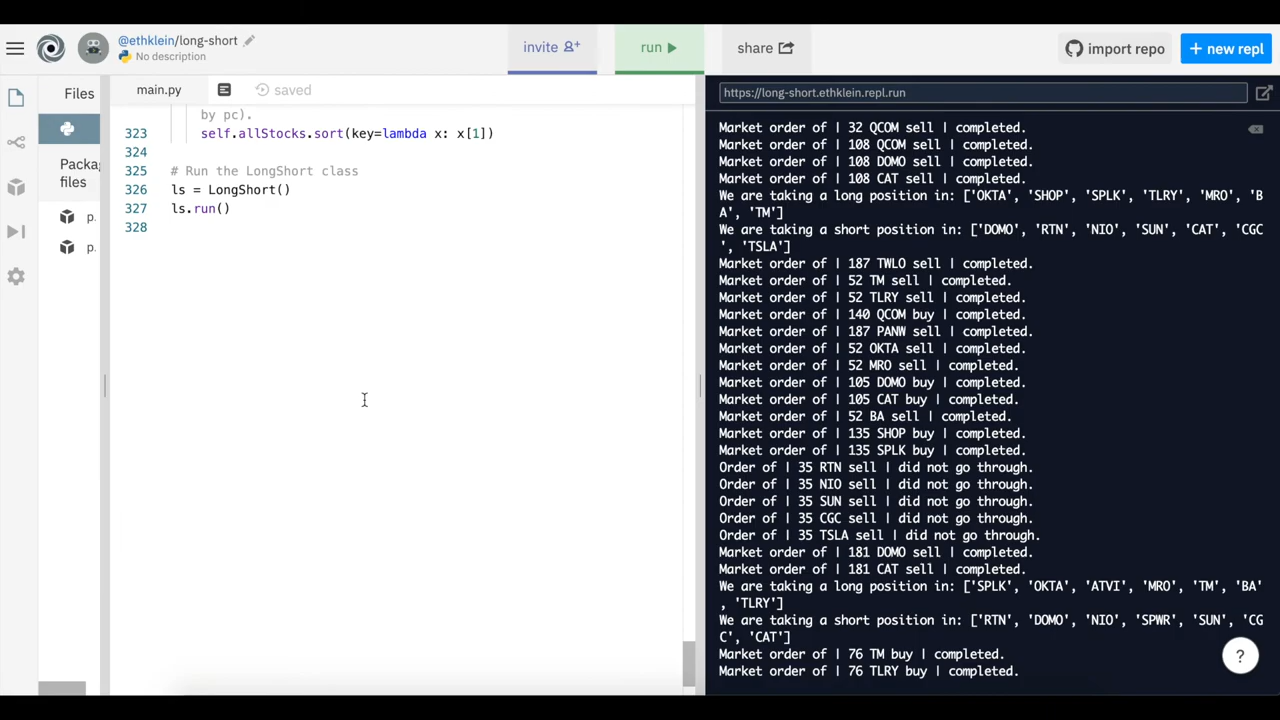 @ethklein/long-short
No description
invite
run
share
import repo
+ new repl
Files
Packag
files
p.
p.
main.py
saved
by pc).
323 self.allStocks.sort(key=lambda x: x[1])
324
325 # Run the LongShort class
326 ls = LongShort()
327 ls.run()
328
https://long-short.ethklein.repl.run
Market order of | 32 QCOM sell | completed.
Market order of | 108 QCOM sell | completed.
Market order of | 108 DOMO sell | completed.
Market order of | 108 CAT sell | completed.
We are taking a long position in: ['OKTA', 'SHOP', 'SPLK', 'TLRY', 'MRO', 'B
A', 'TM']
We are taking a short position in: ['DOMO', 'RTN', 'NIO', 'SUN', 'CAT', 'CGC
', 'TSLA']
Market order of | 187 TWLO sell | completed.
Market order of | 52 TM sell | completed.
Market order of | 52 TLRY sell | completed.
Market order of | 140 QCOM buy | completed.
Market order of | 187 PANW sell | completed.
Market order of | 52 OKTA sell | completed.
Market order of | 52 MRO sell | completed.
Market order of | 105 DOMO buy | completed.
Market order of | 105 CAT buy | completed.
Market order of | 52 BA sell | completed.
Market order of | 135 SHOP buy | completed.
Market order of | 135 SPLK buy | completed.
Order of | 35 RTN sell | did not go through.
Order of | 35 NIO sell | did not go through.
Order of | 35 SUN sell | did not go through.
Order of | 35 CGC sell | did not go through.
Order of | 35 TSLA sell | did not go through.
Market order of | 181 DOMO sell | completed.
Market order of | 181 CAT sell | completed.
We are taking a long position in: ['SPLK', 'OKTA', 'ATVI', 'MRO', 'TM', 'BA'
, 'TLRY']
We are taking a short position in: ['RTN', 'DOMO', 'NIO', 'SPWR', 'SUN', 'CG
C', 'CAT']
Market order of | 76 TM buy | completed.
Market order of | 76 TLRY buy | completed.
?